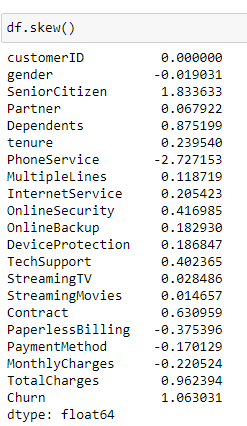 df.skew()
customerID 0.000000
gender -0.019031
SeniorCitizen 1.833633
Partner 0.067922
Dependents 0.875199
tenure 0.239540
PhoneService -2.727153
MultipleLines 0.118719
InternetService 0.205423
OnlineSecurity 0.416985
OnlineBackup 0.182930
DeviceProtection 0.186847
TechSupport 0.402365
StreamingTV 0.028486
StreamingMovies 0.014657
Contract 0.630959
PaperlessBilling -0.375396
PaymentMethod -0.170129
MonthlyCharges -0.220524
TotalCharges 0.962394
Churn 1.063031
dtype: float64